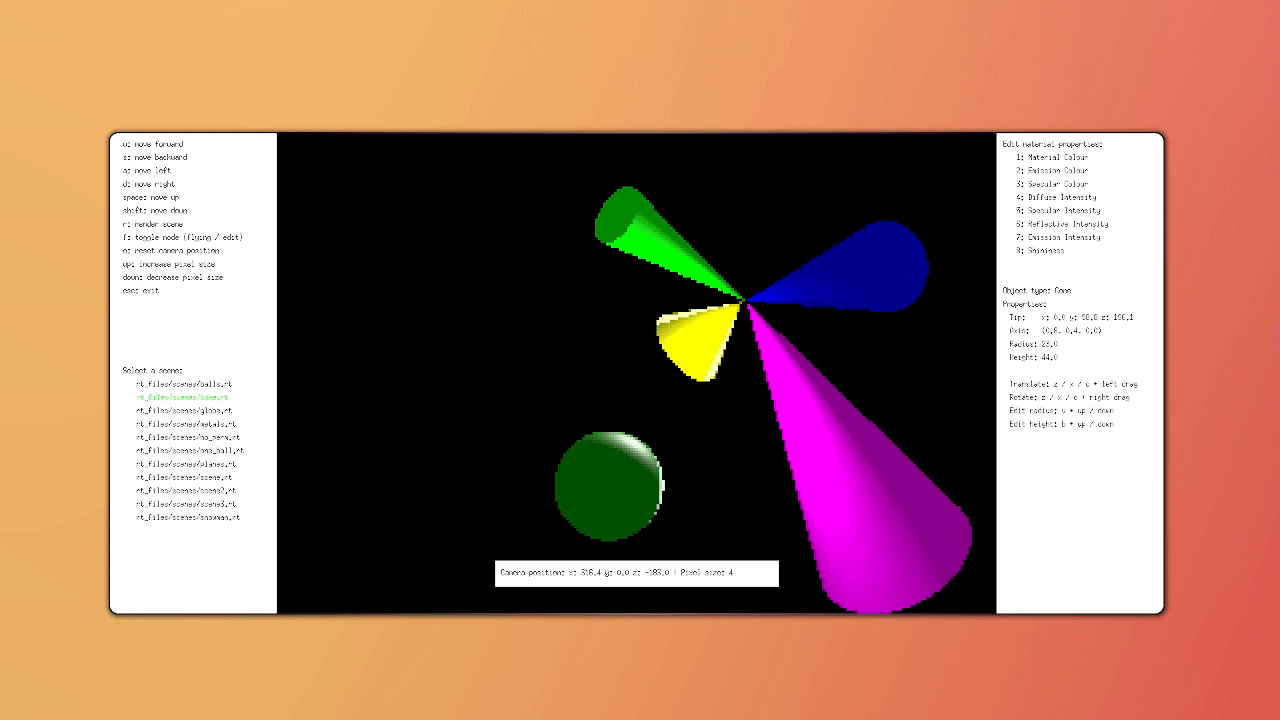 w: move forward
s: move backward
a: move left
d: move right
space: move up
shift: move down
r: render scene
f: toggle mode (flying / edit)
o: reset camera position
up: increase pixel size
down: decrease pixel size
esc: exit
Select a scene:
rt_files/scenes/balls.rt
rt_files/scenes/cone.rt
rt_files/scenes/globe.rt
rt_files/scenes/metals.rt
rt_files/scenes/no_perm.rt
rt_files/scenes/one_ball.rt
rt_files/scenes/planes.rt
rt_files/scenes/scene.rt
rt_files/scenes/scene2.rt
rt_files/scenes/scene3.rt
rt_files/scenes/snowman.rt
Camera position: x: 316.4 y: 0.0 z: -183.0 | Pixel size: 4
Edit material properties:
1: Material Colour
2: Emission Colour
3: Specular Colour
4: Diffuse Intensity
5: Specular Intensity
6: Reflective Intensity
7: Emission Intensity
8: Shininess
Object type: Cone
Properties:
Tip: x: 0.0 y: 98.8 z: 196.1
Axis: (0.8, 0.4, 0.0)
Radius: 23.0
Height: 44.0
Translate: z / x / c + left drag
Rotate: z / x / c + right drag
Edit radius: v + up / down
Edit height: b + up / down